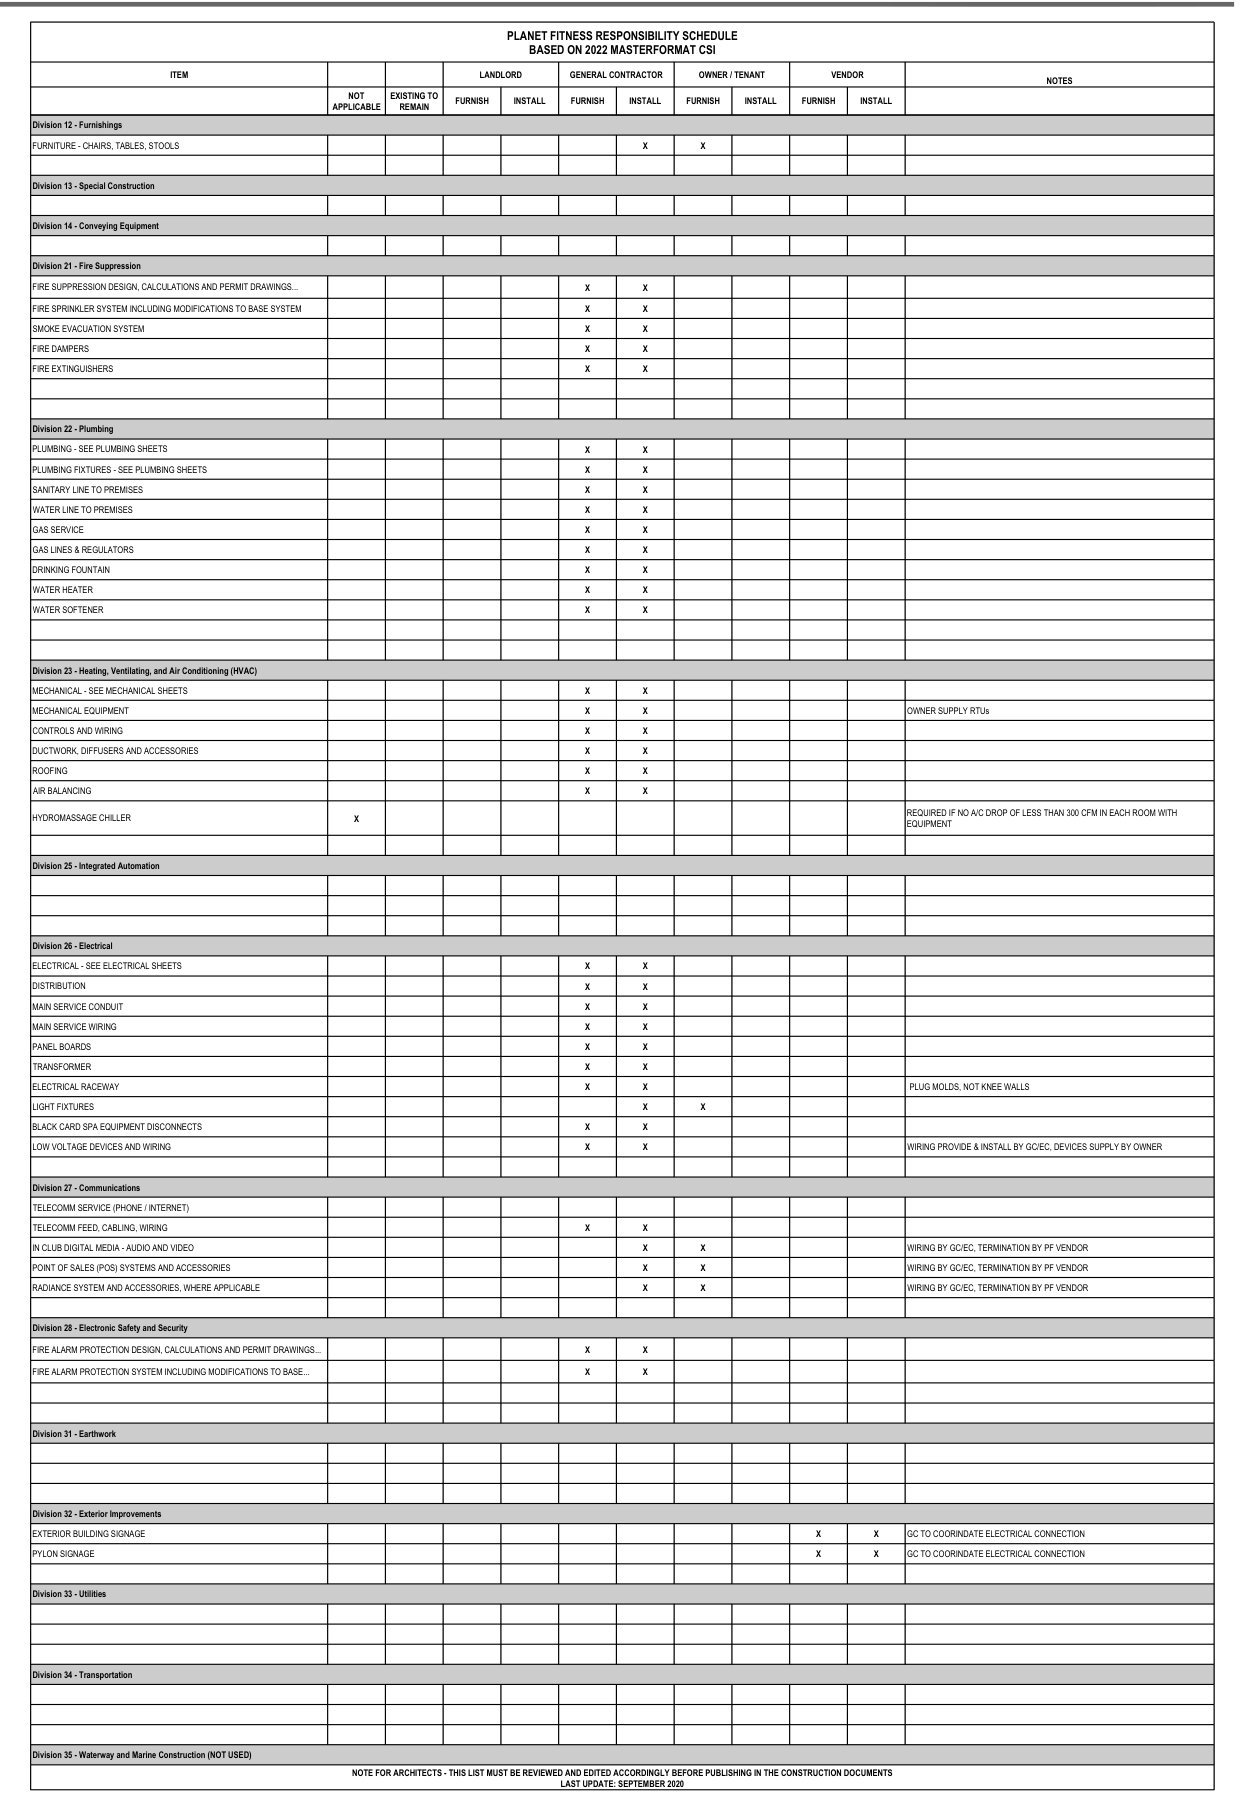 PLANET FITNESS RESPONSIBILITY SCHEDULE
BASED ON 2022 MASTERFORMAT CSI
ITEM LANDLORD GENERAL CONTRACTOR OWNER / TENANT VENDOR NOTES
NOT APPLICABLE EXISTING TO REMAIN FURNISH INSTALL FURNISH INSTALL FURNISH INSTALL FURNISH INSTALL
Division 12 - Furnishings
FURNITURE - CHAIRS, TABLES, STOOLS X X
Division 13 - Special Construction
Division 14 - Conveying Equipment
Division 21 - Fire Suppression
FIRE SUPPRESSION DESIGN, CALCULATIONS AND PERMIT DRAWINGS... X X
FIRE SPRINKLER SYSTEM INCLUDING MODIFICATIONS TO BASE SYSTEM X X
SMOKE EVACUATION SYSTEM X X
FIRE DAMPERS X X
FIRE EXTINGUISHERS X X
Division 22 - Plumbing
PLUMBING - SEE PLUMBING SHEETS X X
PLUMBING FIXTURES - SEE PLUMBING SHEETS X X
SANITARY LINE TO PREMISES X X
WATER LINE TO PREMISES X X
GAS SERVICE X X
GAS LINES & REGULATORS X X
DRINKING FOUNTAIN X X
WATER HEATER X X
WATER SOFTENER X X
Division 23 - Heating, Ventilating, and Air Conditioning (HVAC)
MECHANICAL - SEE MECHANICAL SHEETS X X
MECHANICAL EQUIPMENT X X OWNER SUPPLY RTUs
CONTROLS AND WIRING X X
DUCTWORK, DIFFUSERS AND ACCESSORIES X X
ROOFING X X
AIR BALANCING X X
HYDROMASSAGE CHILLER X REQUIRED IF NO A/C DROP OF LESS THAN 300 CFM IN EACH ROOM WITH
EQUIPMENT
Division 25 - Integrated Automation
Division 26 - Electrical
ELECTRICAL - SEE ELECTRICAL SHEETS X X
DISTRIBUTION X X
MAIN SERVICE CONDUIT X X
MAIN SERVICE WIRING X X
PANEL BOARDS X X
TRANSFORMER X X
ELECTRICAL RACEWAY X X PLUG MOLDS, NOT KNEE WALLS
LIGHT FIXTURES X X
BLACK CARD SPA EQUIPMENT DISCONNECTS X X
LOW VOLTAGE DEVICES AND WIRING X X WIRING PROVIDE & INSTALL BY GC/EC, DEVICES SUPPLY BY OWNER
Division 27 - Communications
TELECOMM SERVICE (PHONE / INTERNET)
TELECOMM FEED, CABLING, WIRING X X
IN CLUB DIGITAL MEDIA - AUDIO AND VIDEO X X WIRING BY GC/EC, TERMINATION BY PF VENDOR
POINT OF SALES (POS) SYSTEMS AND ACCESSORIES X X WIRING BY GC/EC, TERMINATION BY PF VENDOR
RADIANCE SYSTEM AND ACCESSORIES, WHERE APPLICABLE X X WIRING BY GC/EC, TERMINATION BY PF VENDOR
Division 28 - Electronic Safety and Security
FIRE ALARM PROTECTION DESIGN, CALCULATIONS AND PERMIT DRAWINGS... X X
FIRE ALARM PROTECTION SYSTEM INCLUDING MODIFICATIONS TO BASE... X X
Division 31 - Earthwork
Division 32 - Exterior Improvements
EXTERIOR BUILDING SIGNAGE X X GC TO COORINDATE ELECTRICAL CONNECTION
PYLON SIGNAGE X X GC TO COORINDATE ELECTRICAL CONNECTION
Division 33 - Utilities
Division 34 - Transportation
Division 35 - Waterway and Marine Construction (NOT USED)
NOTE FOR ARCHITECTS - THIS LIST MUST BE REVIEWED AND EDITED ACCORDINGLY BEFORE PUBLISHING IN THE CONSTRUCTION DOCUMENTS
LAST UPDATE: SEPTEMBER 2020